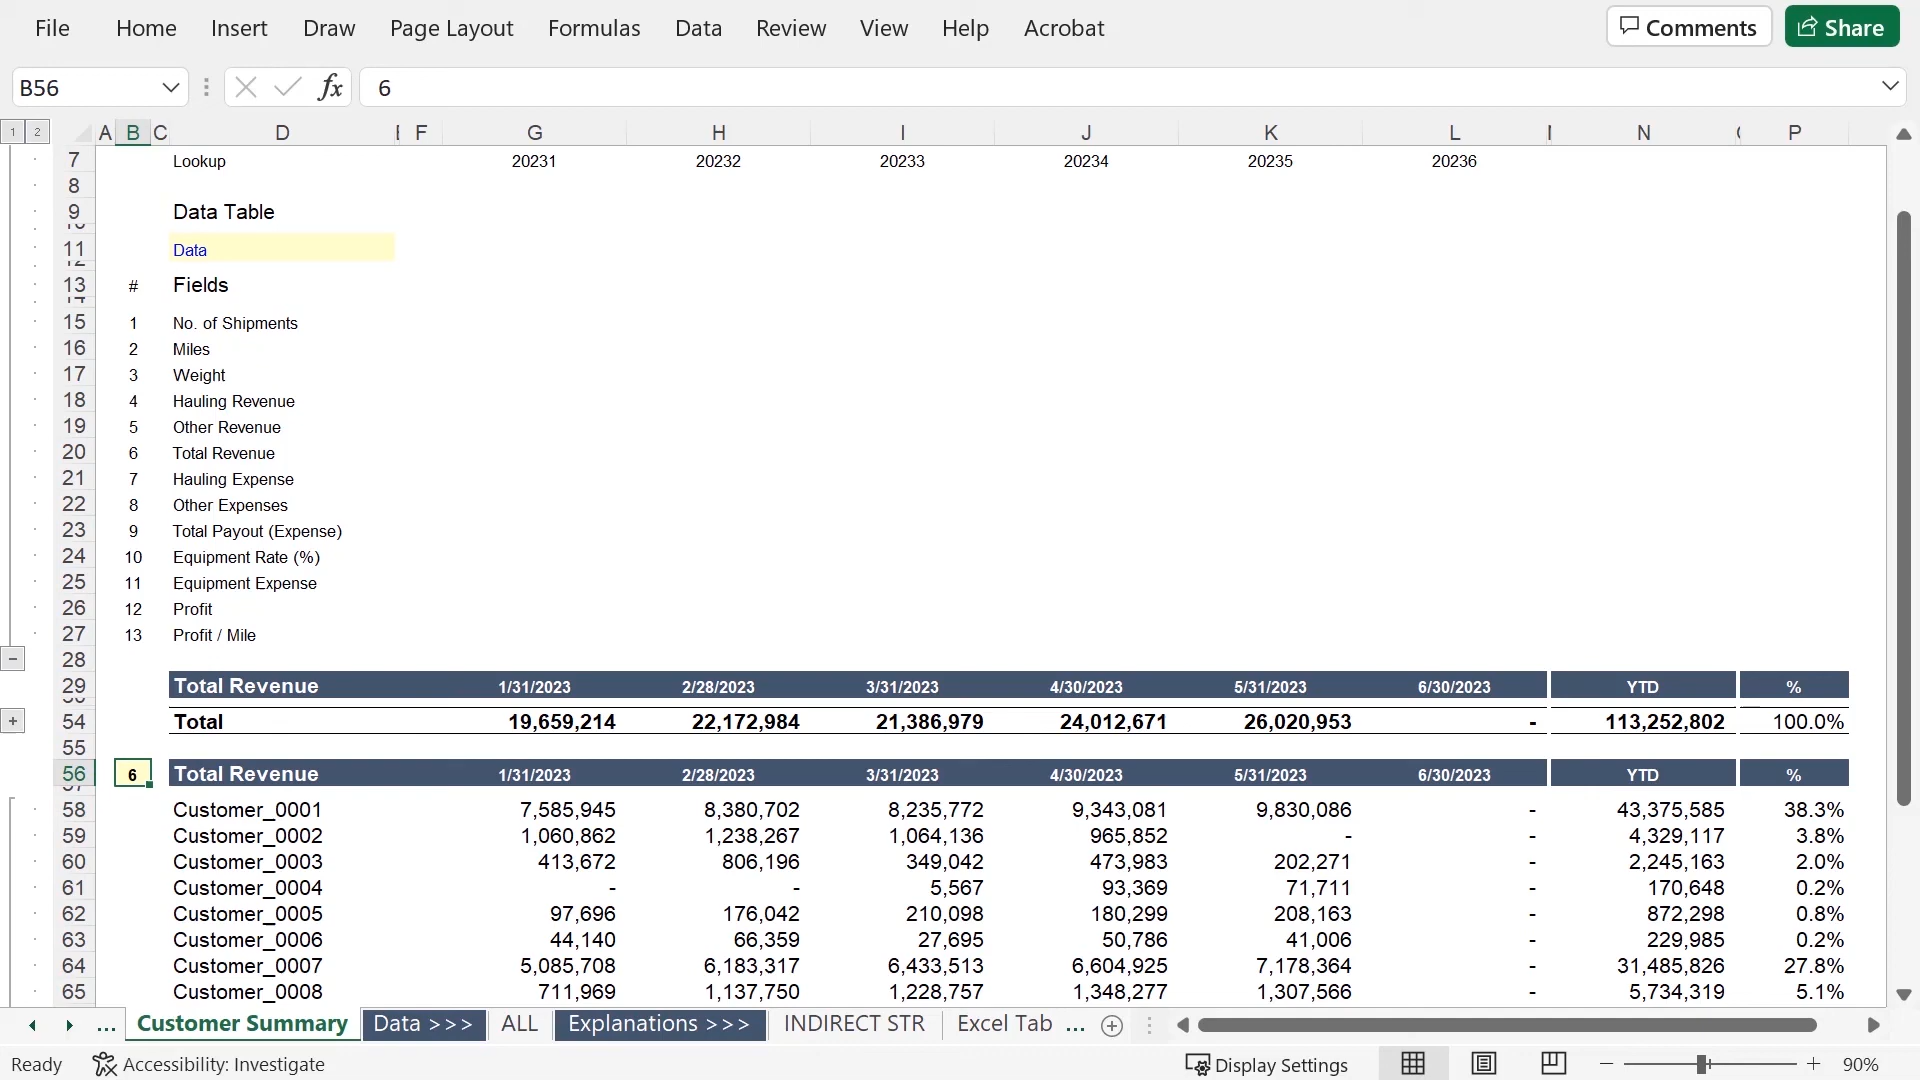 File Home Insert Draw Page Layout Formulas Data Review View Help Acrobat Comments Share
B56 fx 6
1 2 A B C D F G H I J K L N P
7 Lookup 20231 20232 20233 20234 20235 20236
8
9 Data Table
11 Data
13 # Fields
15 1 No. of Shipments
16 2 Miles
17 3 Weight
18 4 Hauling Revenue
19 5 Other Revenue
20 6 Total Revenue
21 7 Hauling Expense
22 8 Other Expenses
23 9 Total Payout (Expense)
24 10 Equipment Rate (%)
25 11 Equipment Expense
26 12 Profit
27 13 Profit / Mile
28
29 Total Revenue 1/31/2023 2/28/2023 3/31/2023 4/30/2023 5/31/2023 6/30/2023 YTD %
54 Total 19,659,214 22,172,984 21,386,979 24,012,671 26,020,953 - 113,252,802 100.0%
55
56 6 Total Revenue 1/31/2023 2/28/2023 3/31/2023 4/30/2023 5/31/2023 6/30/2023 YTD %
58 Customer_0001 7,585,945 8,380,702 8,235,772 9,343,081 9,830,086 - 43,375,585 38.3%
59 Customer_0002 1,060,862 1,238,267 1,064,136 965,852 - - 4,329,117 3.8%
60 Customer_0003 413,672 806,196 349,042 473,983 202,271 - 2,245,163 2.0%
61 Customer_0004 - - 5,567 93,369 71,711 - 170,648 0.2%
62 Customer_0005 97,696 176,042 210,098 180,299 208,163 - 872,298 0.8%
63 Customer_0006 44,140 66,359 27,695 50,786 41,006 - 229,985 0.2%
64 Customer_0007 5,085,708 6,183,317 6,433,513 6,604,925 7,178,364 - 31,485,826 27.8%
65 Customer_0008 711,969 1,137,750 1,228,757 1,348,277 1,307,566 - 5,734,319 5.1%
... Customer Summary Data >>> ALL Explanations >>> INDIRECT STR Excel Tab ...
Ready Accessibility: Investigate Display Settings 90%